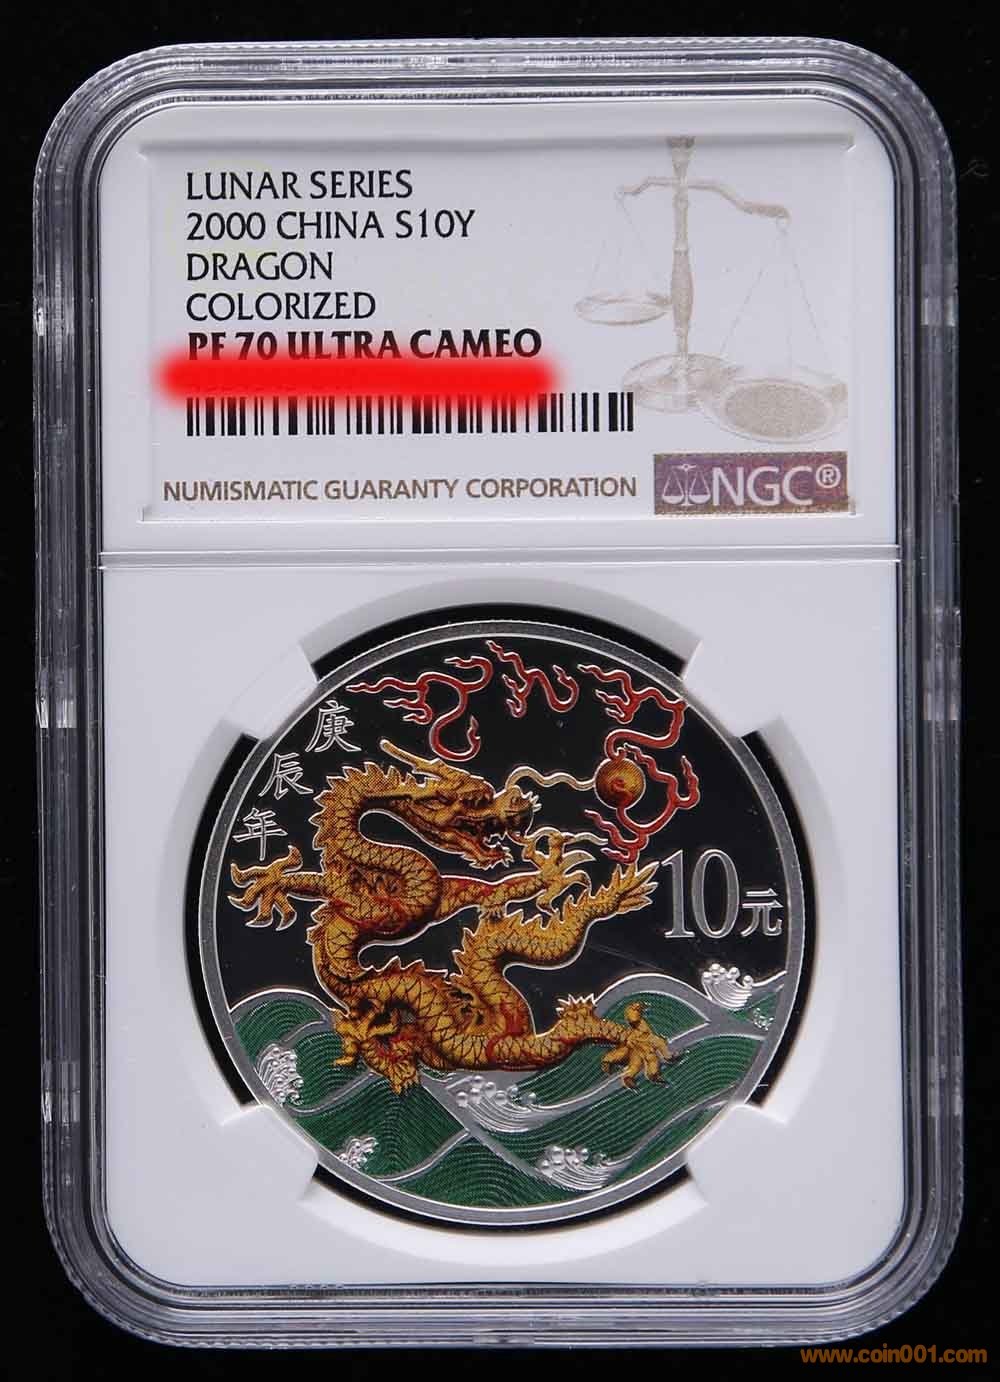 LUNAR SERIES
2000 CHINA S10Y
DRAGON
COLORIZED
PF 70 ULTRA CAMEO
NUMISMATIC GUARANTY CORPORATION
NGC®
庚辰年
10元
www.coin001.com